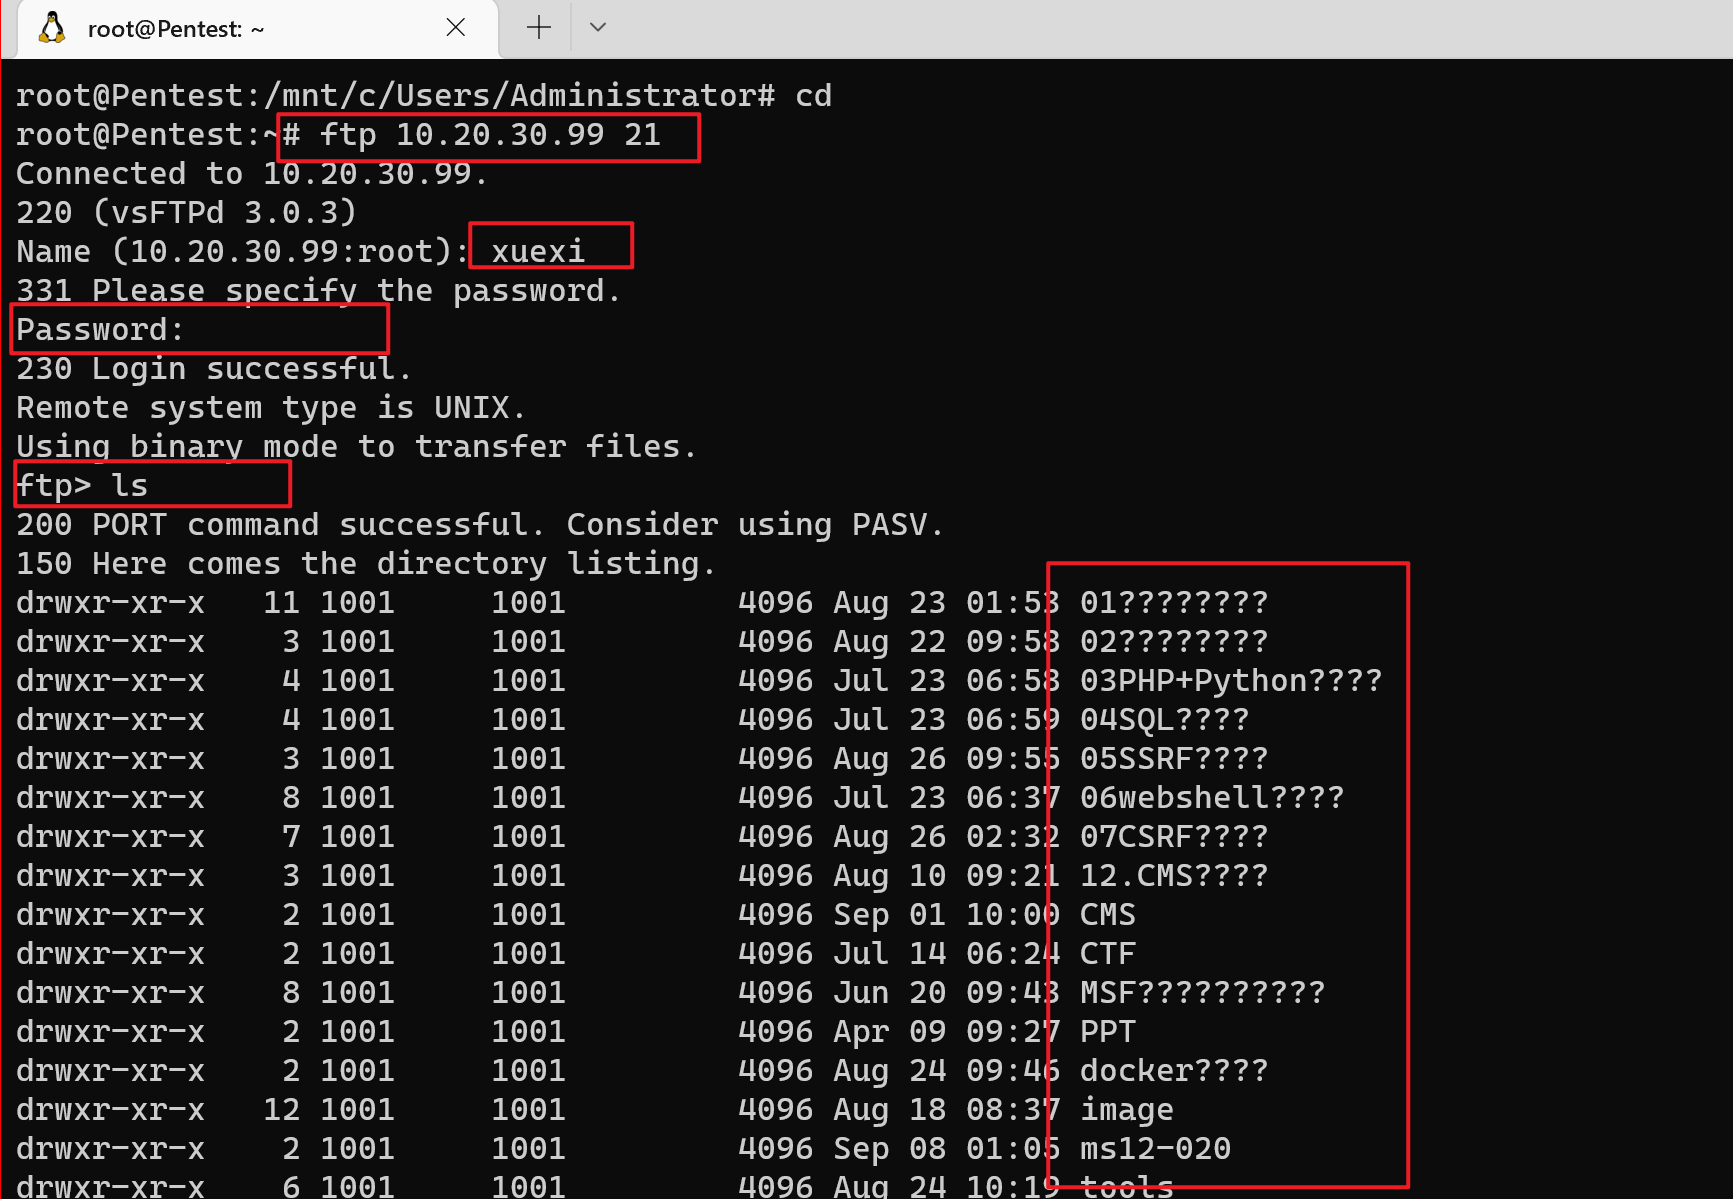 root@Pentest: ~
root@Pentest:/mnt/c/Users/Administrator# cd
root@Pentest:~# ftp 10.20.30.99 21
Connected to 10.20.30.99.
220 (vsFTPd 3.0.3)
Name (10.20.30.99:root): xuexi
331 Please specify the password.
Password:
230 Login successful.
Remote system type is UNIX.
Using binary mode to transfer files.
ftp> ls
200 PORT command successful. Consider using PASV.
150 Here comes the directory listing.
drwxr-xr-x   11 1001     1001         4096 Aug 23 01:53 01????????
drwxr-xr-x    3 1001     1001         4096 Aug 22 09:58 02????????
drwxr-xr-x    4 1001     1001         4096 Jul 23 06:58 03PHP+Python????
drwxr-xr-x    4 1001     1001         4096 Jul 23 06:59 04SQL????
drwxr-xr-x    3 1001     1001         4096 Aug 26 09:55 05SSRF????
drwxr-xr-x    8 1001     1001         4096 Jul 23 06:37 06webshell????
drwxr-xr-x    7 1001     1001         4096 Aug 26 02:32 07CSRF????
drwxr-xr-x    3 1001     1001         4096 Aug 10 09:21 12.CMS????
drwxr-xr-x    2 1001     1001         4096 Sep 01 10:00 CMS
drwxr-xr-x    2 1001     1001         4096 Jul 14 06:24 CTF
drwxr-xr-x    8 1001     1001         4096 Jun 20 09:43 MSF??????????
drwxr-xr-x    2 1001     1001         4096 Apr 09 09:27 PPT
drwxr-xr-x    2 1001     1001         4096 Aug 24 09:46 docker????
drwxr-xr-x   12 1001     1001         4096 Aug 18 08:37 image
drwxr-xr-x    2 1001     1001         4096 Sep 08 01:05 ms12-020
drwxr-xr-x    6 1001     1001         4096 Aug 24 10:19 tools